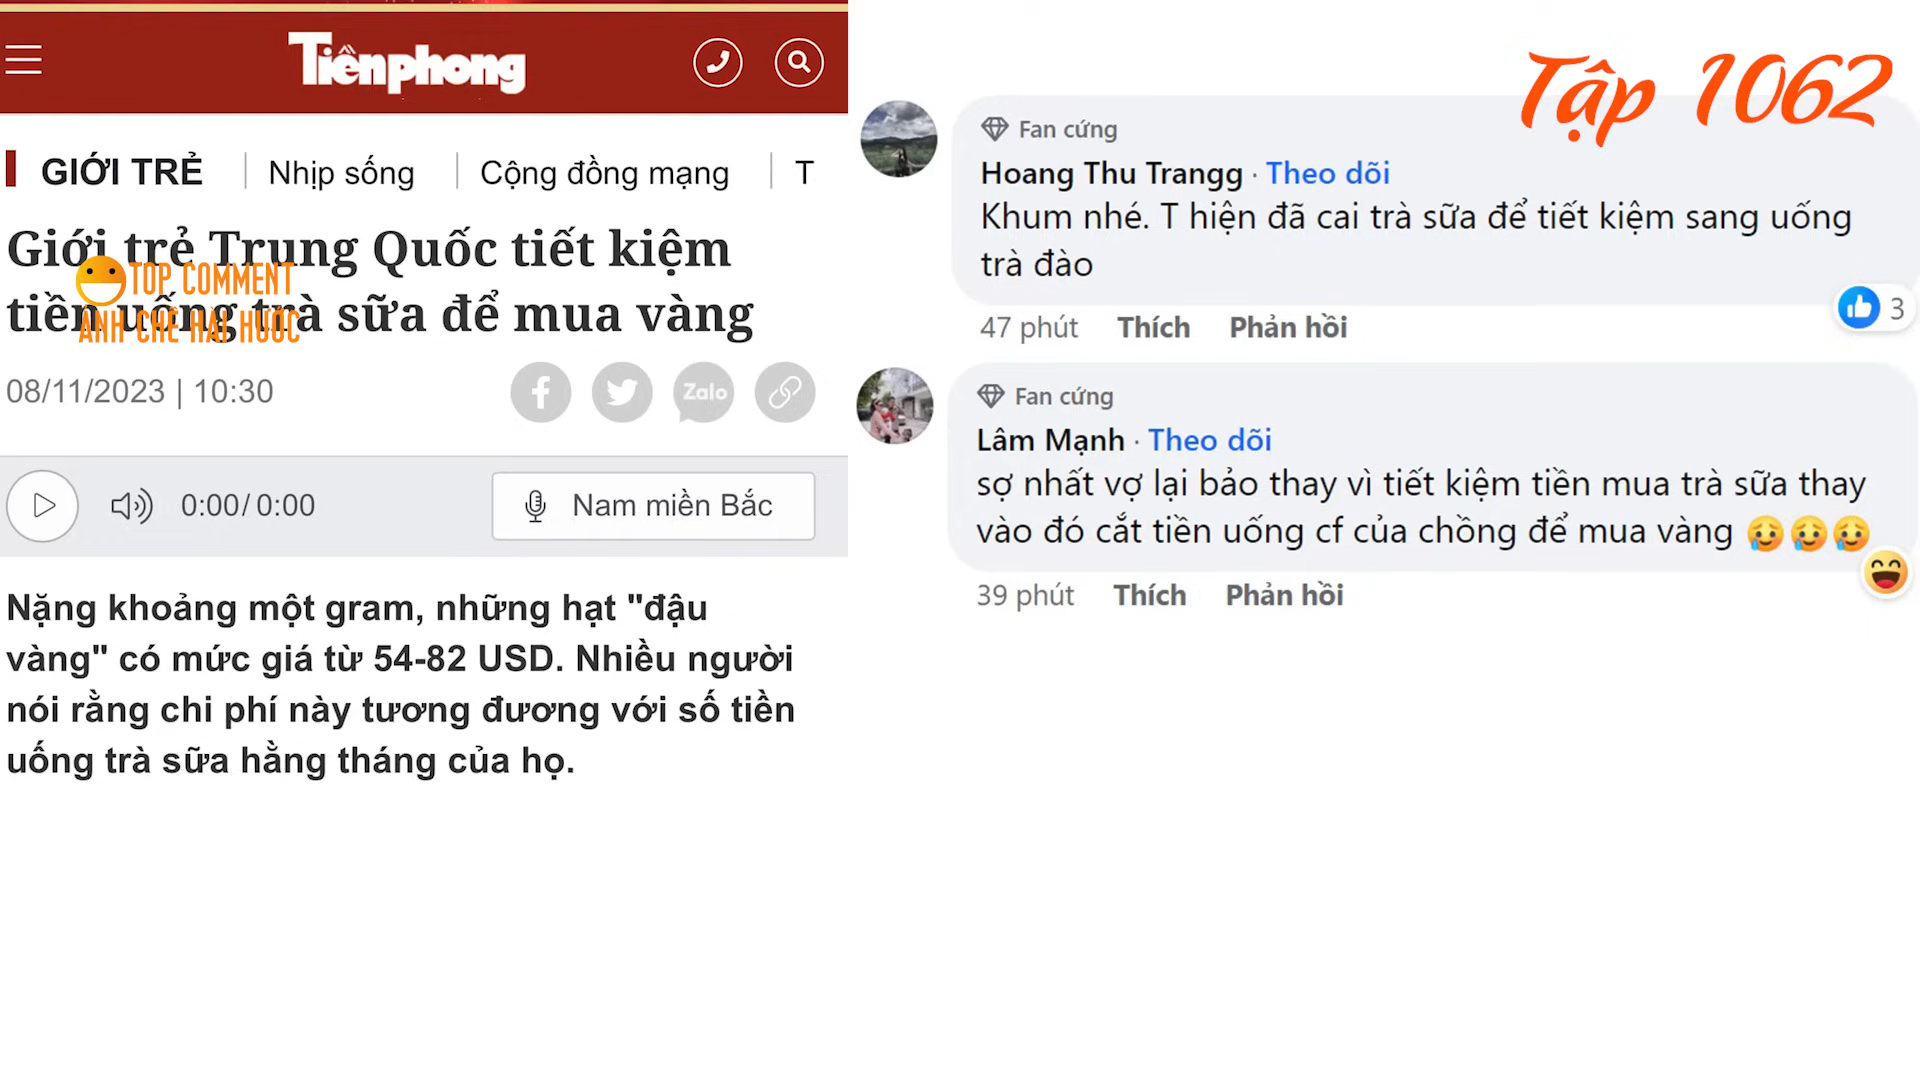 Tiềnphong
GIỚI TRẺ
Nhịp sống
Cộng đồng mạng
T
Giới trẻ Trung Quốc tiết kiệm
tiền uống trà sữa để mua vàng
TOP COMMENT
ẢNH CHẾ HÀI HƯỚC
08/11/2023 | 10:30
Zalo
0:00/ 0:00
Nam miền Bắc
Nặng khoảng một gram, những hạt "đậu
vàng" có mức giá từ 54-82 USD. Nhiều người
nói rằng chi phí này tương đương với số tiền
uống trà sữa hằng tháng của họ.
Tập 1062
Fan cứng
Hoang Thu Trangg · Theo dõi
Khum nhé. T hiện đã cai trà sữa để tiết kiệm sang uống
trà đào
47 phút Thích Phản hồi
3
Fan cứng
Lâm Mạnh · Theo dõi
sợ nhất vợ lại bảo thay vì tiết kiệm tiền mua trà sữa thay
vào đó cắt tiền uống cf của chồng để mua vàng 😥😥😥
39 phút Thích Phản hồi